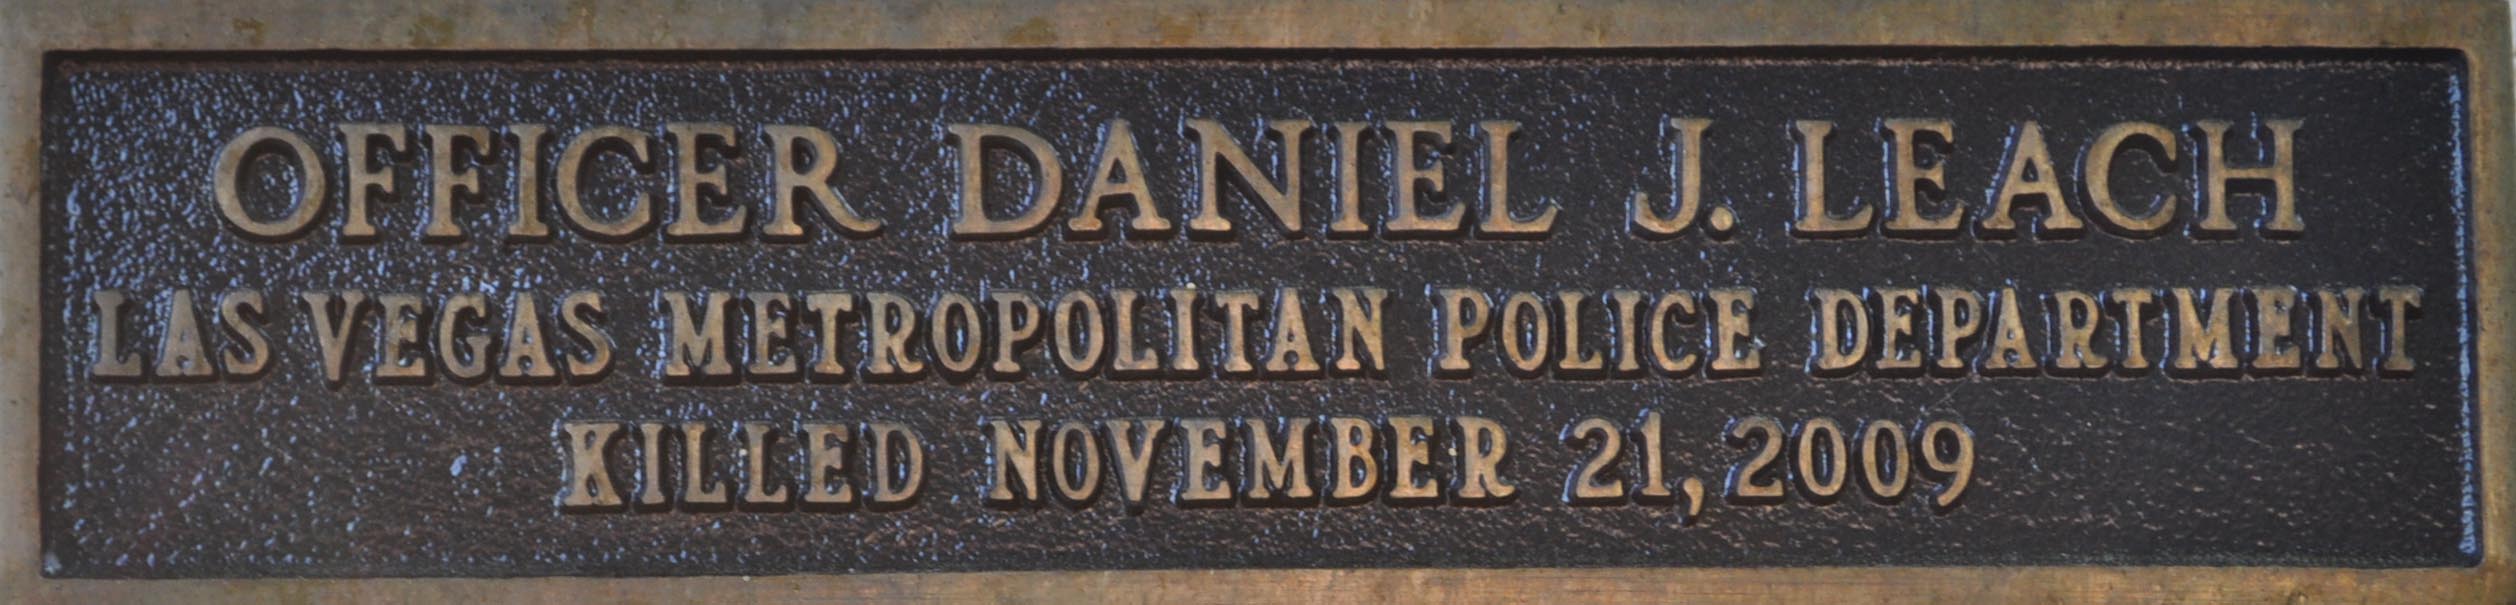 OFFICER DANIEL J. LEACH
LAS VEGAS METROPOLITAN POLICE DEPARTMENT
KILLED NOVEMBER 21, 2009